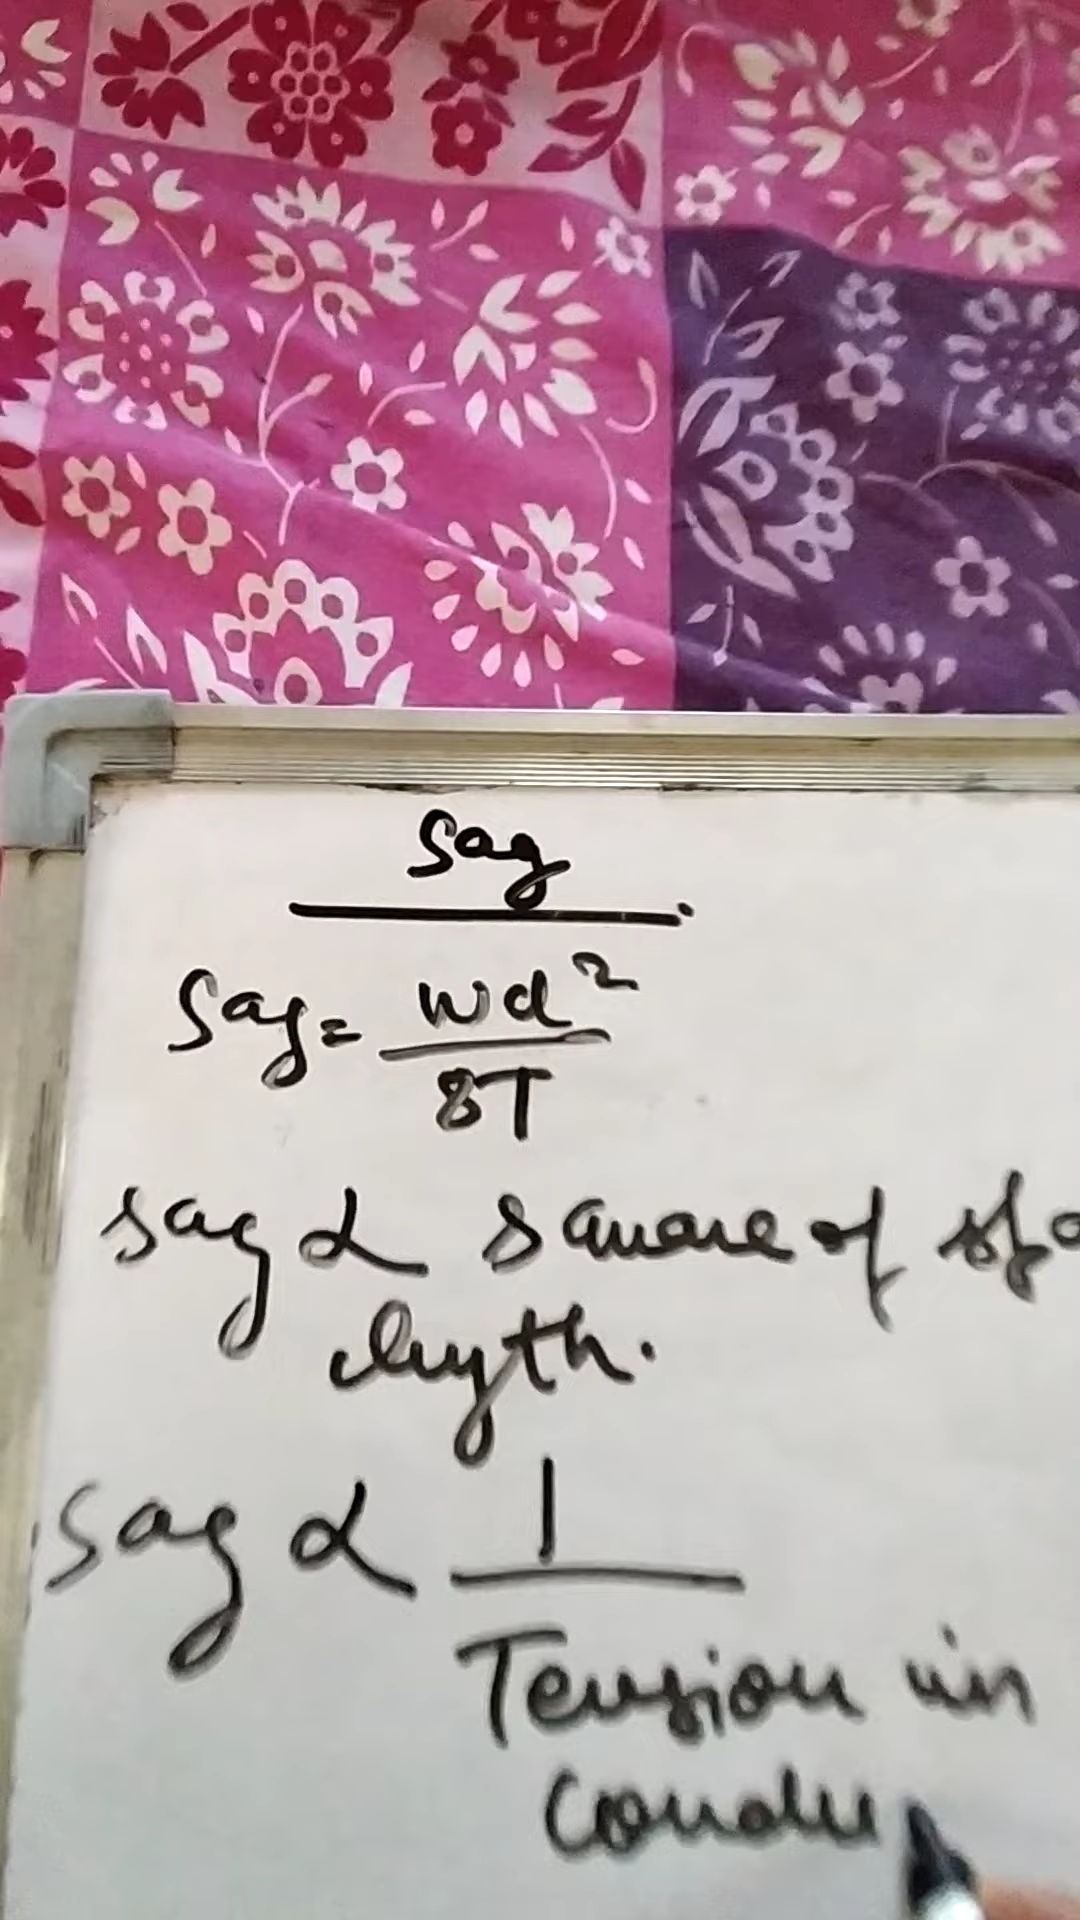 Sag
Sag = wd²
8T
sag α square of
length.
Sag α 1
Tension in